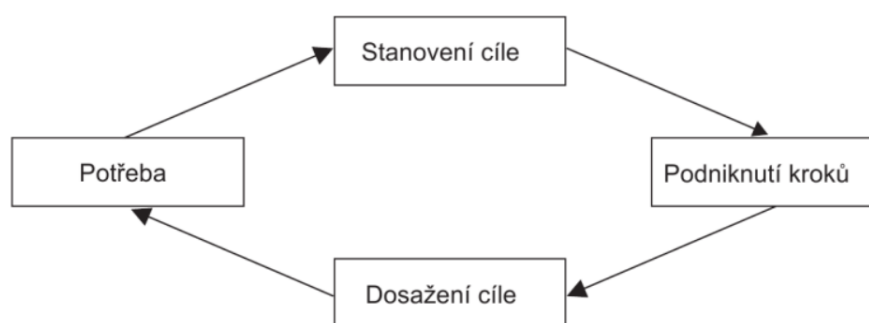 Stanovení cíle
Potřeba
Podniknutí kroků
Dosažení cíle